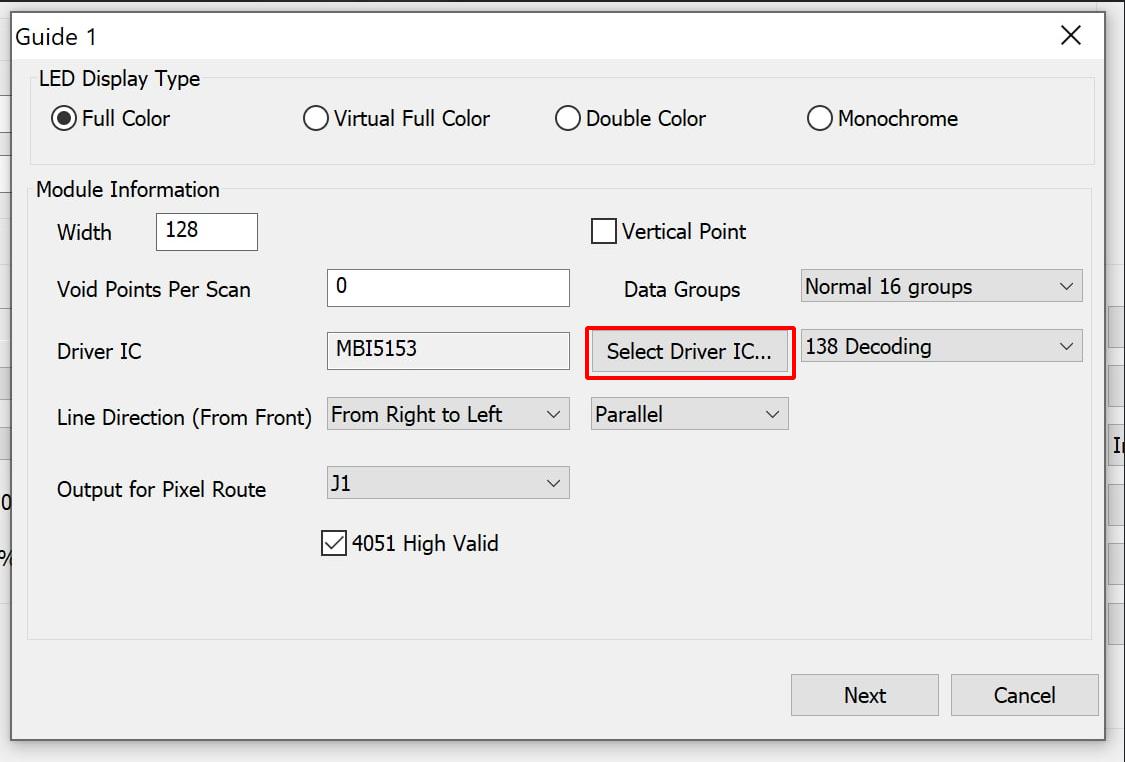 Guide 1
LED Display Type
Full Color Virtual Full Color Double Color Monochrome
Module Information
Width 128 Vertical Point
Void Points Per Scan 0 Data Groups Normal 16 groups
Driver IC MBI5153 Select Driver IC... 138 Decoding
Line Direction (From Front) From Right to Left Parallel
Output for Pixel Route J1
4051 High Valid
Next Cancel